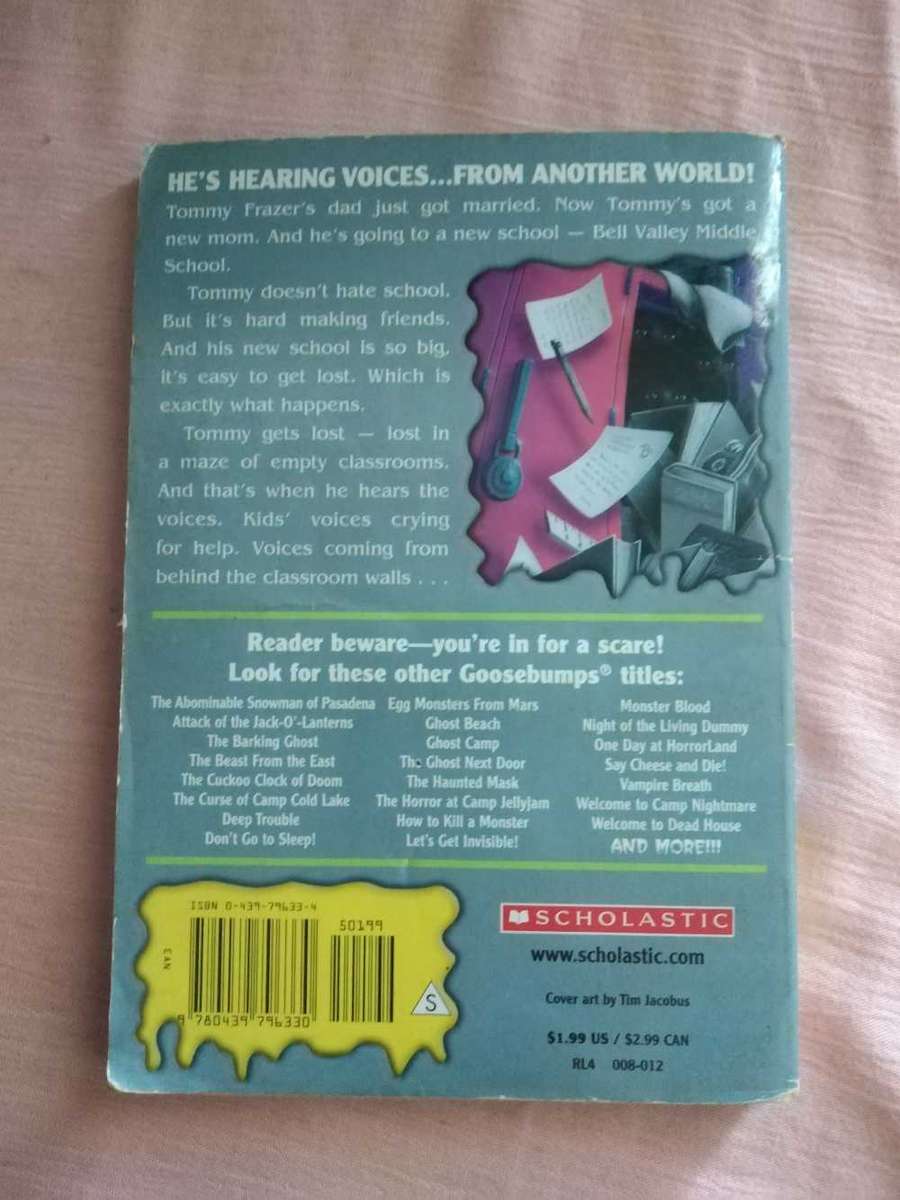 HE'S HEARING VOICES...FROM ANOTHER WORLD!
Tommy Frazer's dad just got married. Now Tommy's got a
new mom. And he's going to a new school — Bell Valley Middle
School.
Tommy doesn't hate school.
But it's hard making friends.
And his new school is so big,
it's easy to get lost. Which is
exactly what happens.
Tommy gets lost — lost in
a maze of empty classrooms.
And that's when he hears the
voices. Kids' voices crying
for help. Voices coming from
behind the classroom walls . . .
Reader beware—you're in for a scare!
Look for these other Goosebumps® titles:
The Abominable Snowman of Pasadena
Attack of the Jack-O'-Lanterns
The Barking Ghost
The Beast From the East
The Cuckoo Clock of Doom
The Curse of Camp Cold Lake
Deep Trouble
Don't Go to Sleep!
Egg Monsters From Mars
Ghost Beach
Ghost Camp
The Ghost Next Door
The Haunted Mask
The Horror at Camp Jellyjam
How to Kill a Monster
Let's Get Invisible!
Monster Blood
Night of the Living Dummy
One Day at HorrorLand
Say Cheese and Die!
Vampire Breath
Welcome to Camp Nightmare
Welcome to Dead House
AND MORE!!!
ISBN 0-439-79633-4
50199
EAN
9 780439 796330
S
SCHOLASTIC
www.scholastic.com
Cover art by Tim Jacobus
$1.99 US / $2.99 CAN
RL4 008-012